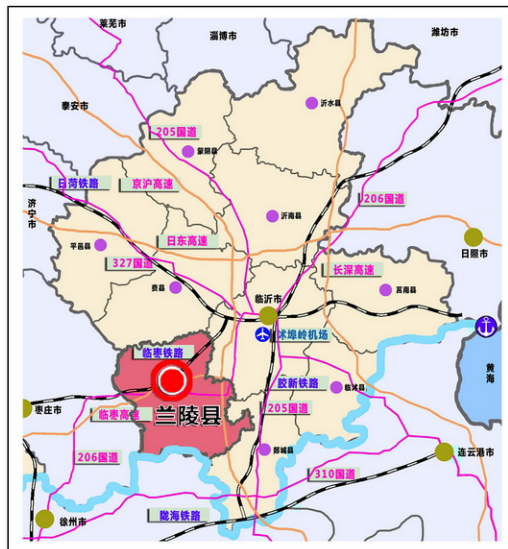 莱芜市
淄博市
潍坊市
泰安市
沂水县
205国道
蒙阴县
日菏铁路
京沪高速
206国道
济宁市
沂南县
平邑县
日东高速
日照市
327国道
长深高速
费县
莒南县
临沂市
沭埠岭机场
临枣铁路
黄海
胶新铁路
临沭县
枣庄市
临枣高速
兰陵县
205国道
郯城县
206国道
连云港市
310国道
徐州市
陇海铁路